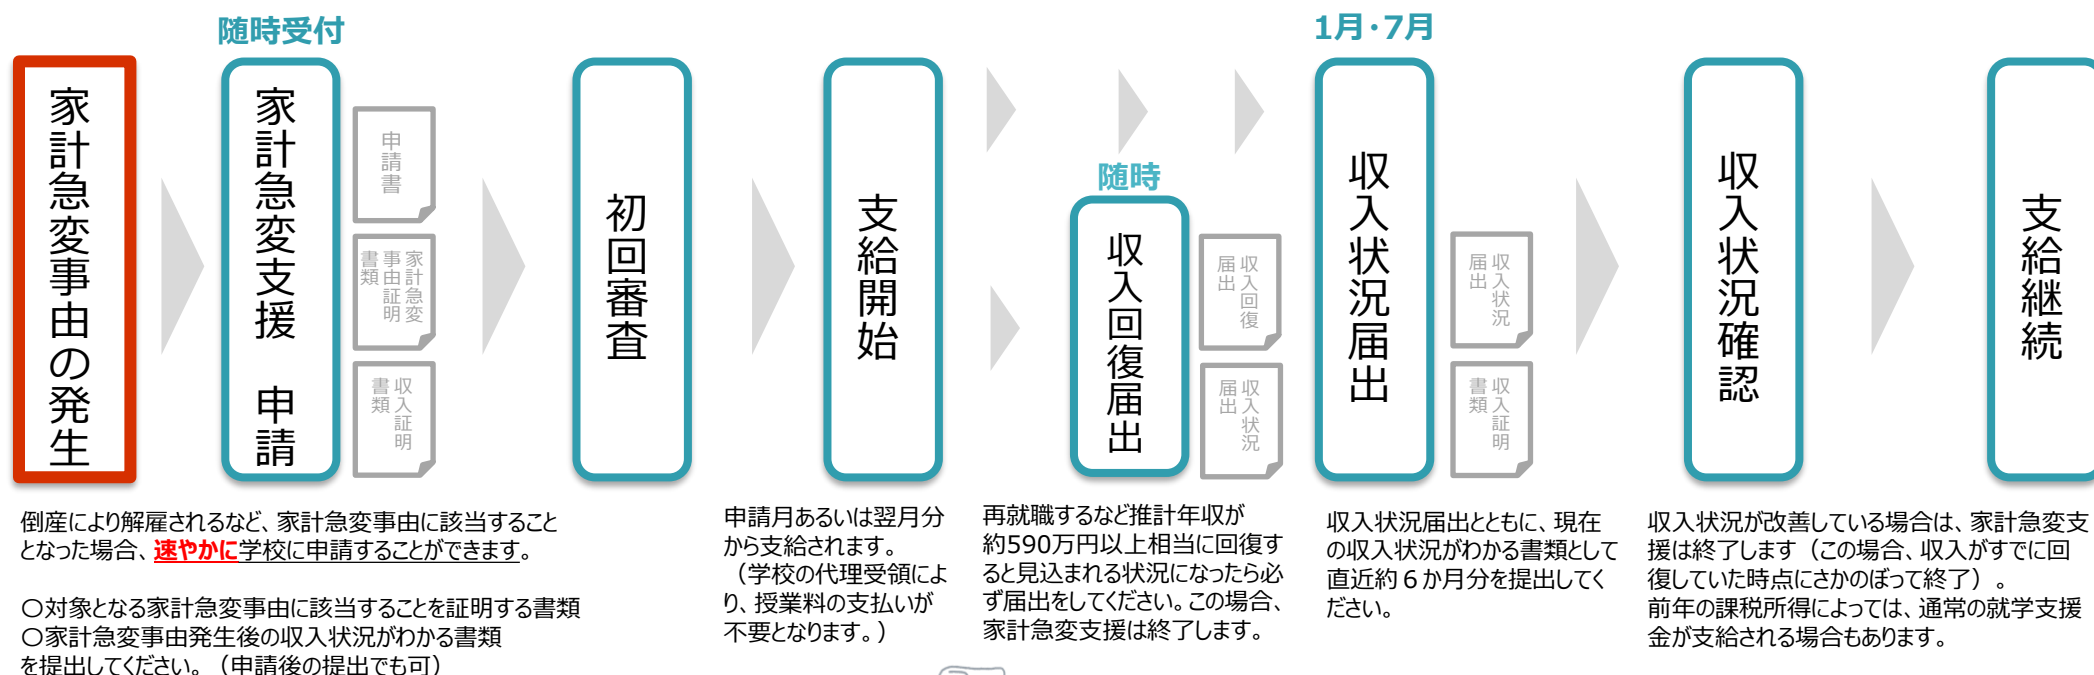 随時受付
家計急変事由の発生
家計急変支援　申請
申請書
家計急変
事由証明
書類
収入証明
書類
初回審査
支給開始
随時
収入回復届出
収入回復
届出
収入状況
届出
1月・7月
収入状況届出
収入状況
届出
収入証明
書類
収入状況確認
支給継続
倒産により解雇されるなど、家計急変事由に該当すること
となった場合、速やかに学校に申請することができます。
〇対象となる家計急変事由に該当することを証明する書類
〇家計急変事由発生後の収入状況がわかる書類
を提出してください。（申請後の提出でも可）
申請月あるいは翌月分
から支給されます。
（学校の代理受領によ
り、授業料の支払いが
不要となります。）
再就職するなど推計年収が
約590万円以上相当に回復す
ると見込まれる状況になったら必
ず届出をしてください。この場合、
家計急変支援は終了します。
収入状況届出とともに、現在
の収入状況がわかる書類として
直近約６か月分を提出してく
ださい。
収入状況が改善している場合は、家計急変支
援は終了します（この場合、収入がすでに回
復していた時点にさかのぼって終了）。
前年の課税所得によっては、通常の就学支援
金が支給される場合もあります。